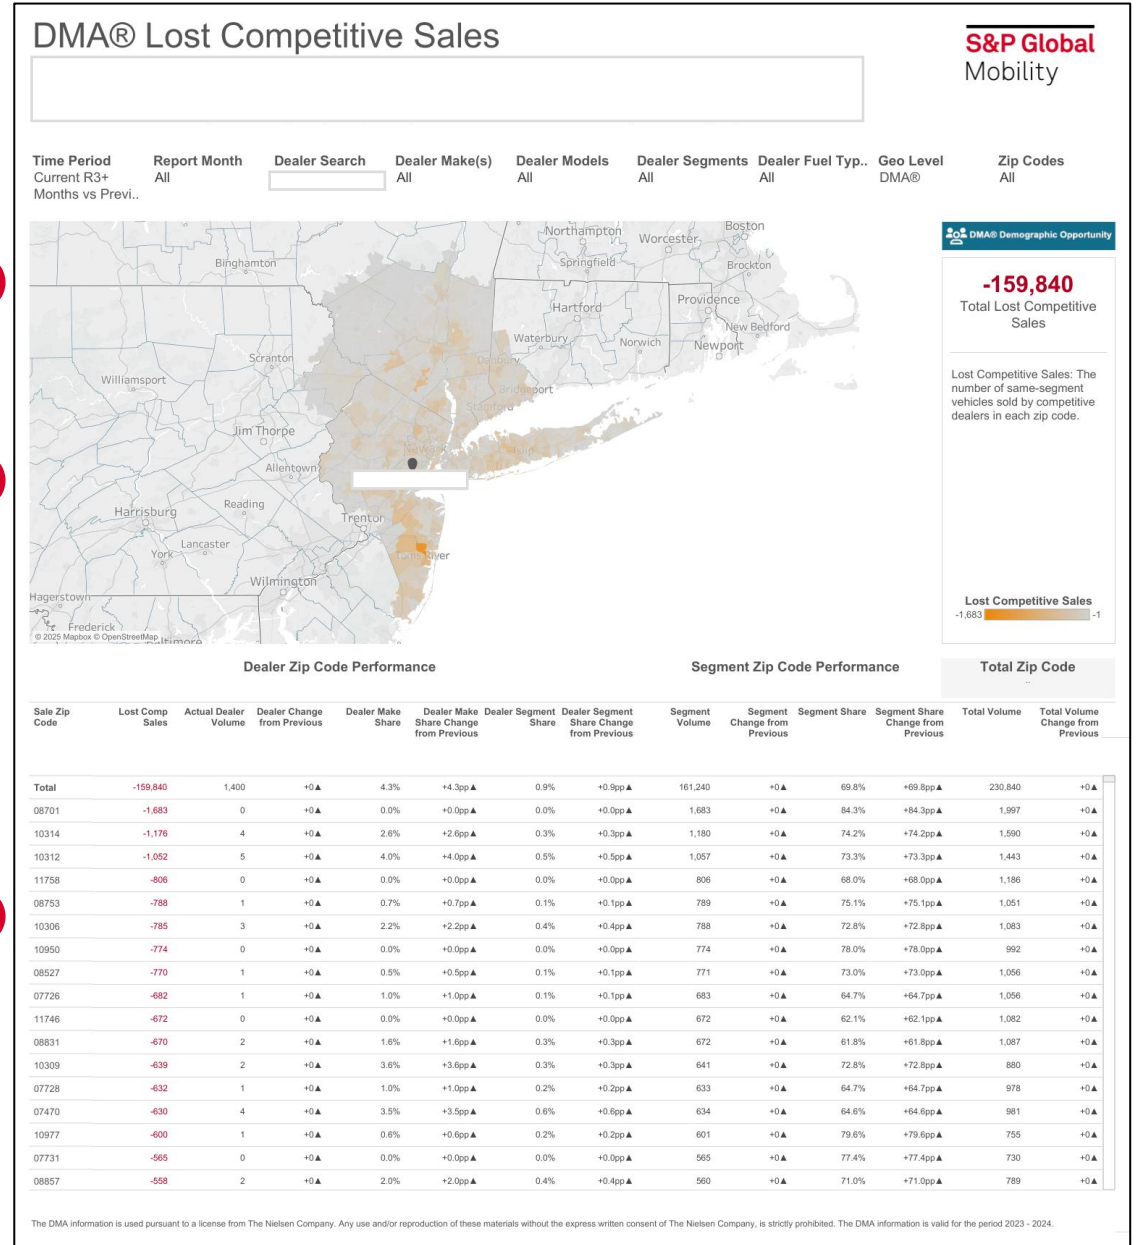 DMA® Lost Competitive Sales
S&P Global
Mobility
Time Period Report Month Dealer Search Dealer Make(s) Dealer Models Dealer Segments Dealer Fuel Typ.. Geo Level Zip Codes
Current R3+ All All All All All DMA® All
Months vs Previ..
DMA® Demographic Opportunity
-159,840
Total Lost Competitive
Sales
Lost Competitive Sales: The
number of same-segment
vehicles sold by competitive
dealers in each zip code.
Lost Competitive Sales
-1,683 -1
Boston
Northampton
Worcester
Binghamton
Springfield
Brockton
Hartford
Providence
New Bedford
Waterbury
Norwich
Newport
Scranton
Danbury
Williamsport
Bridgeport
Stamford
Jim Thorpe
Allentown
Reading
Harrisburg
Trenton
Lancaster
York
Toms River
Wilmington
Hagerstown
Frederick
© 2025 Mapbox © OpenStreetMap
Baltimore
Dealer Zip Code Performance Segment Zip Code Performance Total Zip Code
..
Sale Zip Lost Comp Actual Dealer Dealer Change Dealer Make Dealer Make Dealer Segment Dealer Segment Segment Segment Segment Share Segment Share Total Volume Total Volume
Code Sales Volume from Previous Share Share Change Share Share Change Volume Change from Change from Change from
from Previous from Previous Previous Previous Previous
Total -159,840 1,400 +0▲ 4.3% +4.3pp▲ 0.9% +0.9pp▲ 161,240 +0▲ 69.8% +69.8pp▲ 230,840 +0▲
08701 -1,683 0 +0▲ 0.0% +0.0pp▲ 0.0% +0.0pp▲ 1,683 +0▲ 84.3% +84.3pp▲ 1,997 +0▲
10314 -1,176 4 +0▲ 2.6% +2.6pp▲ 0.3% +0.3pp▲ 1,180 +0▲ 74.2% +74.2pp▲ 1,590 +0▲
10312 -1,052 5 +0▲ 4.0% +4.0pp▲ 0.5% +0.5pp▲ 1,057 +0▲ 73.3% +73.3pp▲ 1,443 +0▲
11758 -806 0 +0▲ 0.0% +0.0pp▲ 0.0% +0.0pp▲ 806 +0▲ 68.0% +68.0pp▲ 1,186 +0▲
08753 -788 1 +0▲ 0.7% +0.7pp▲ 0.1% +0.1pp▲ 789 +0▲ 75.1% +75.1pp▲ 1,051 +0▲
10306 -785 3 +0▲ 2.2% +2.2pp▲ 0.4% +0.4pp▲ 788 +0▲ 72.8% +72.8pp▲ 1,083 +0▲
10950 -774 0 +0▲ 0.0% +0.0pp▲ 0.0% +0.0pp▲ 774 +0▲ 78.0% +78.0pp▲ 992 +0▲
08527 -770 1 +0▲ 0.5% +0.5pp▲ 0.1% +0.1pp▲ 771 +0▲ 73.0% +73.0pp▲ 1,056 +0▲
07726 -682 1 +0▲ 1.0% +1.0pp▲ 0.1% +0.1pp▲ 683 +0▲ 64.7% +64.7pp▲ 1,056 +0▲
11746 -672 0 +0▲ 0.0% +0.0pp▲ 0.0% +0.0pp▲ 672 +0▲ 62.1% +62.1pp▲ 1,082 +0▲
08831 -670 2 +0▲ 1.6% +1.6pp▲ 0.3% +0.3pp▲ 672 +0▲ 61.8% +61.8pp▲ 1,087 +0▲
10309 -639 2 +0▲ 3.6% +3.6pp▲ 0.3% +0.3pp▲ 641 +0▲ 72.8% +72.8pp▲ 880 +0▲
07728 -632 1 +0▲ 1.0% +1.0pp▲ 0.2% +0.2pp▲ 633 +0▲ 64.7% +64.7pp▲ 978 +0▲
07470 -630 4 +0▲ 3.5% +3.5pp▲ 0.6% +0.6pp▲ 634 +0▲ 64.6% +64.6pp▲ 981 +0▲
10977 -600 1 +0▲ 0.6% +0.6pp▲ 0.2% +0.2pp▲ 601 +0▲ 79.6% +79.6pp▲ 755 +0▲
07731 -565 0 +0▲ 0.0% +0.0pp▲ 0.0% +0.0pp▲ 565 +0▲ 77.4% +77.4pp▲ 730 +0▲
08857 -558 2 +0▲ 2.0% +2.0pp▲ 0.4% +0.4pp▲ 560 +0▲ 71.0% +71.0pp▲ 789 +0▲
The DMA information is used pursuant to a license from The Nielsen Company. Any use and/or reproduction of these materials without the express written consent of The Nielsen Company, is strictly prohibited. The DMA information is valid for the period 2023 - 2024.